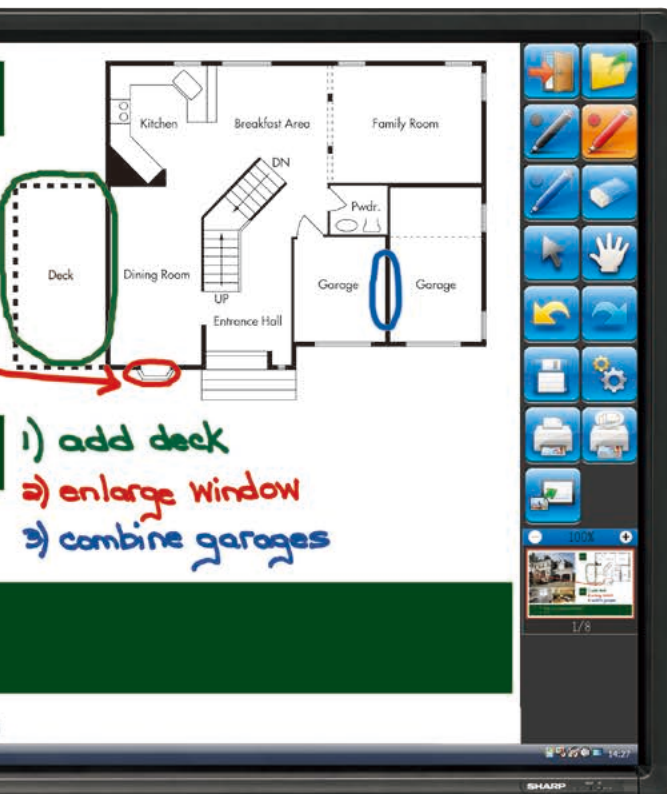 DN
Kitchen
Breakfast Area
Family Room
Pwdr.
Deck
Dining Room
Garage
Garage
UP
Entrance Hall
1) add deck
2) enlarge window
3) combine garages
100%
1/8
14:27
SHARP